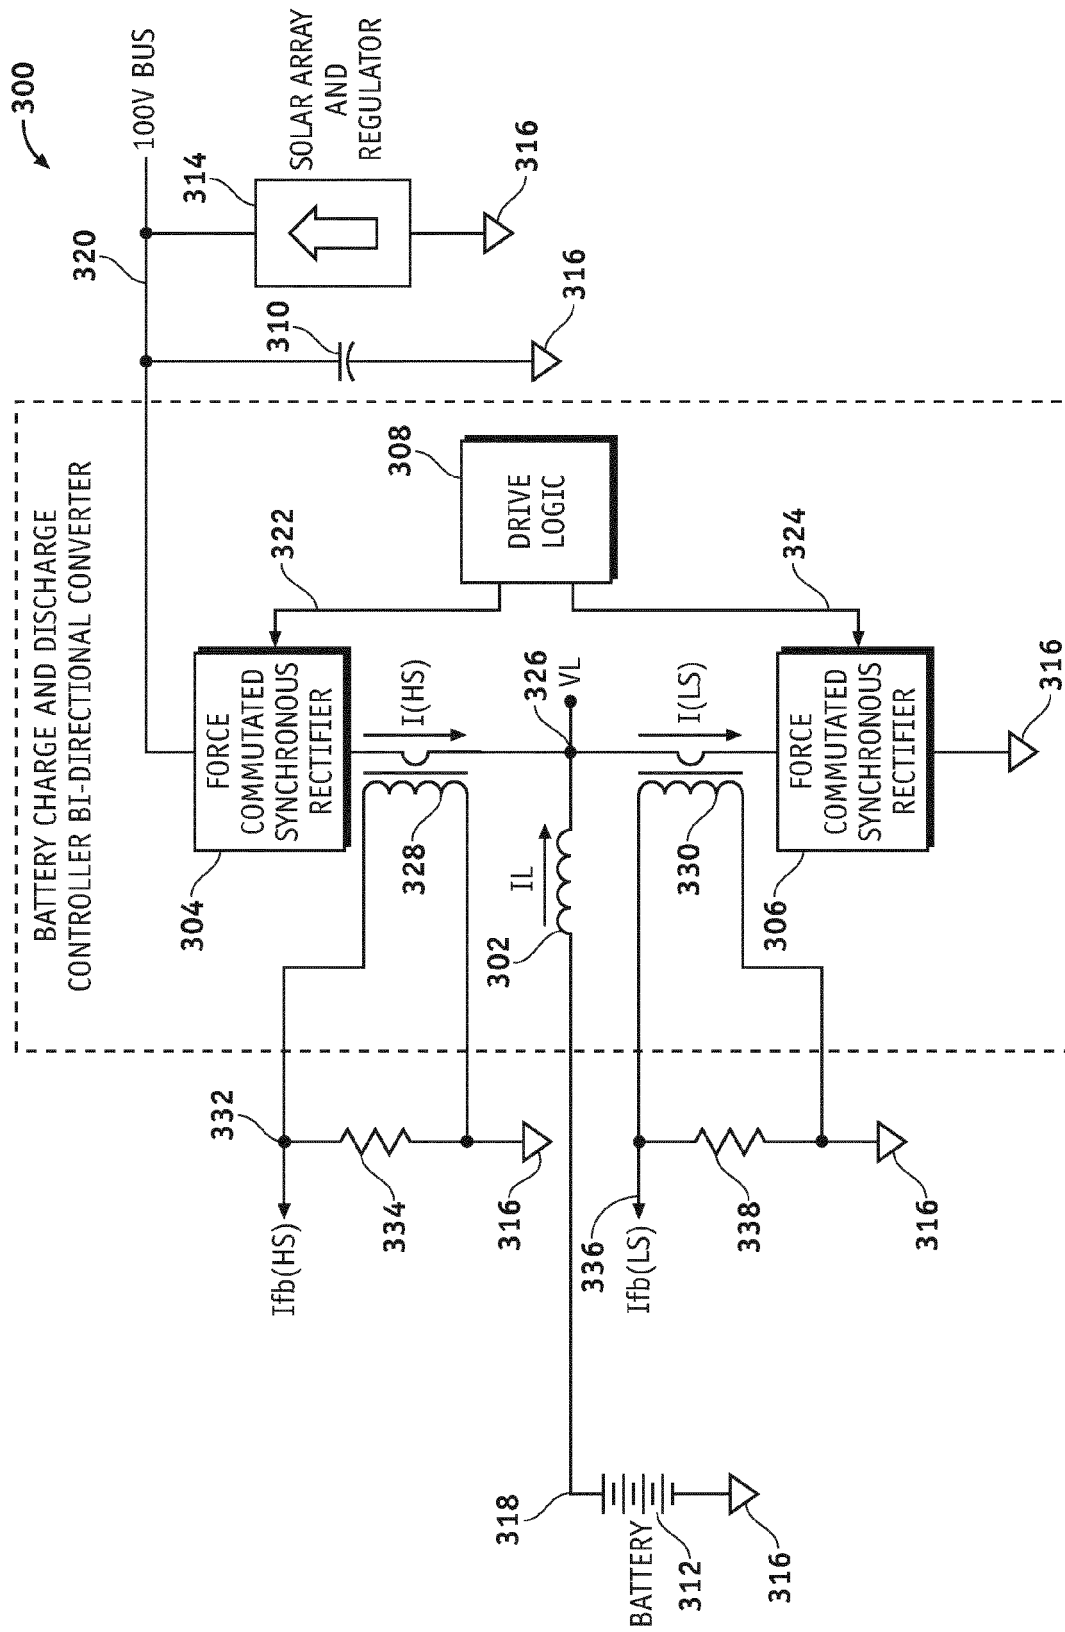 300
BATTERY CHARGE AND DISCHARGE
CONTROLLER BI-DIRECTIONAL CONVERTER
320
100V BUS
314
SOLAR ARRAY
AND
REGULATOR
316
310
316
304
FORCE
COMMUTATED
SYNCHRONOUS
RECTIFIER
322
308
DRIVE
LOGIC
332
Ifb(HS)
334
316
328
I(HS)
318
BATTERY
312
316
302
IL
326
VL
336
Ifb(LS)
338
316
330
I(LS)
324
306
FORCE
COMMUTATED
SYNCHRONOUS
RECTIFIER
316